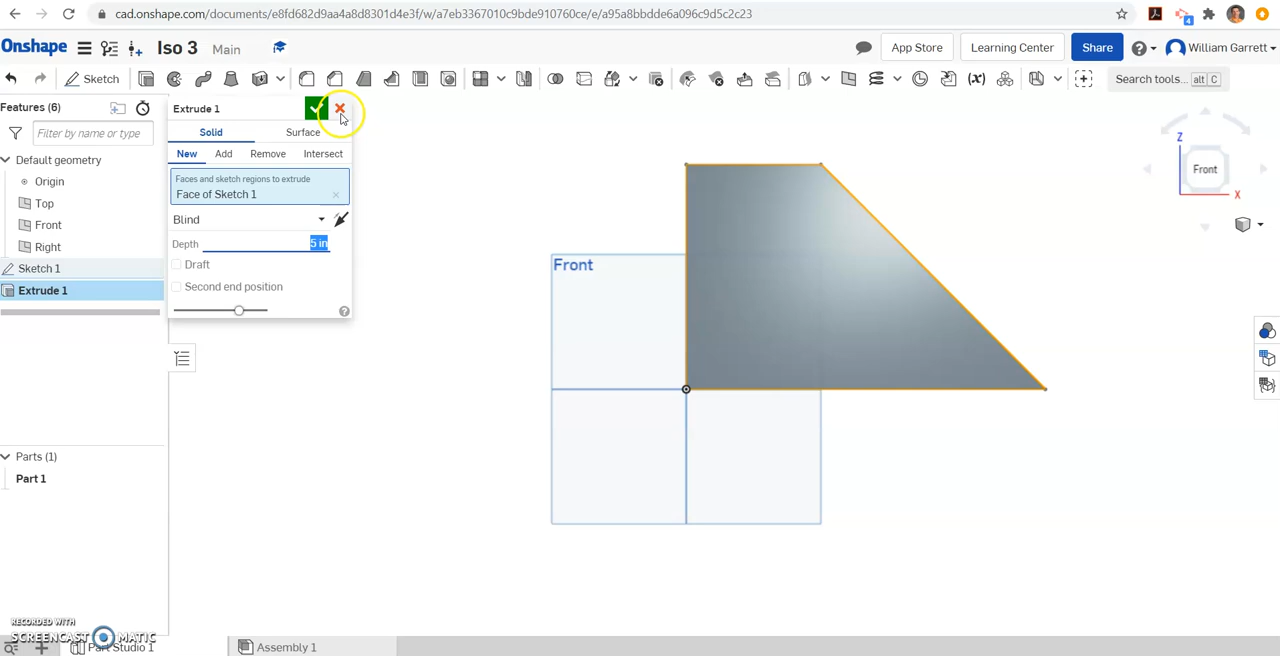 cad.onshape.com/documents/e8fd682d9aa4a8d8301d4e3f/w/a7eb3367010c9bde910760ce/e/a95a8bbdde6a096c9d5c2c23
4
Onshape Iso 3 Main App Store Learning Center Share William Garrett
Sketch Search tools... alt C
Features (6)
Filter by name or type
Default geometry
Origin
Top
Front
Right
Sketch 1
Extrude 1
Parts (1)
Part 1
Extrude 1
Solid Surface
New Add Remove Intersect
Faces and sketch regions to extrude
Face of Sketch 1
Blind
Depth 5 in
Draft
Second end position
Front
Z
Front
X
RECORDED WITH
SCREENCAST MATIC
Part Studio 1 Assembly 1